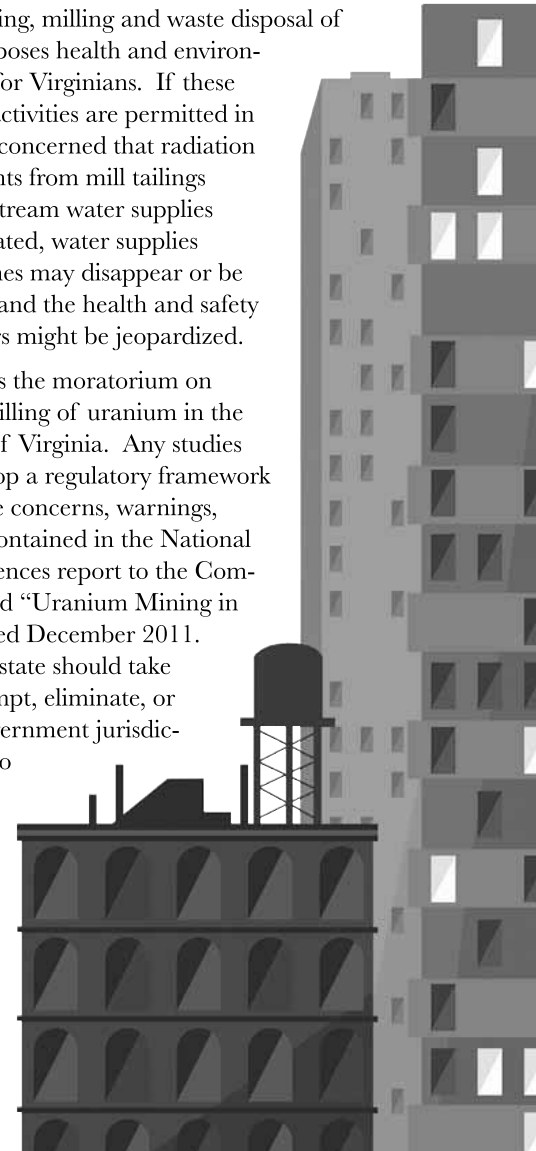 ing, milling and waste disposal of
poses health and environ-
for Virginians. If these
activities are permitted in
concerned that radiation
nts from mill tailings
tream water supplies
ated, water supplies
nes may disappear or be
and the health and safety
rs might be jeopardized.
s the moratorium on
illing of uranium in the
f Virginia. Any studies
op a regulatory framework
e concerns, warnings,
ontained in the National
ences report to the Com-
d “Uranium Mining in
ed December 2011.
state should take
mpt, eliminate, or
vernment jurisdic-
o